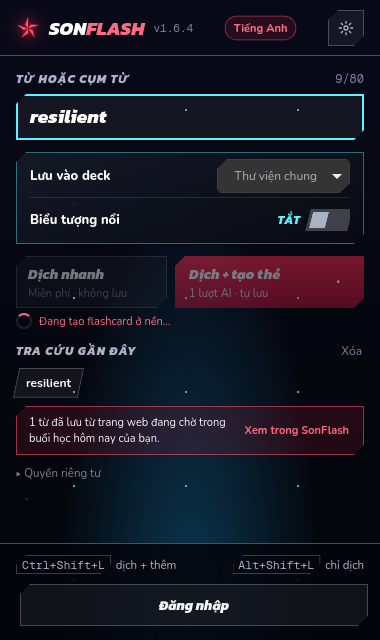 SONFLASH v1.6.4 Tiếng Anh
TỪ HOẶC CỤM TỪ 9/80
resilient
Lưu vào deck Thư viện chung
Biểu tượng nổi TẮT
Dịch nhanh
Miễn phí · không lưu
Dịch + tạo thẻ
1 lượt AI · tự lưu
Đang tạo flashcard ở nền...
TRA CỨU GẦN ĐÂY Xóa
resilient
1 từ đã lưu từ trang web đang chờ trong
buổi học hôm nay của bạn.
Xem trong SonFlash
▸ Quyền riêng tư
Ctrl+Shift+L dịch + thêm Alt+Shift+L chỉ dịch
Đăng nhập